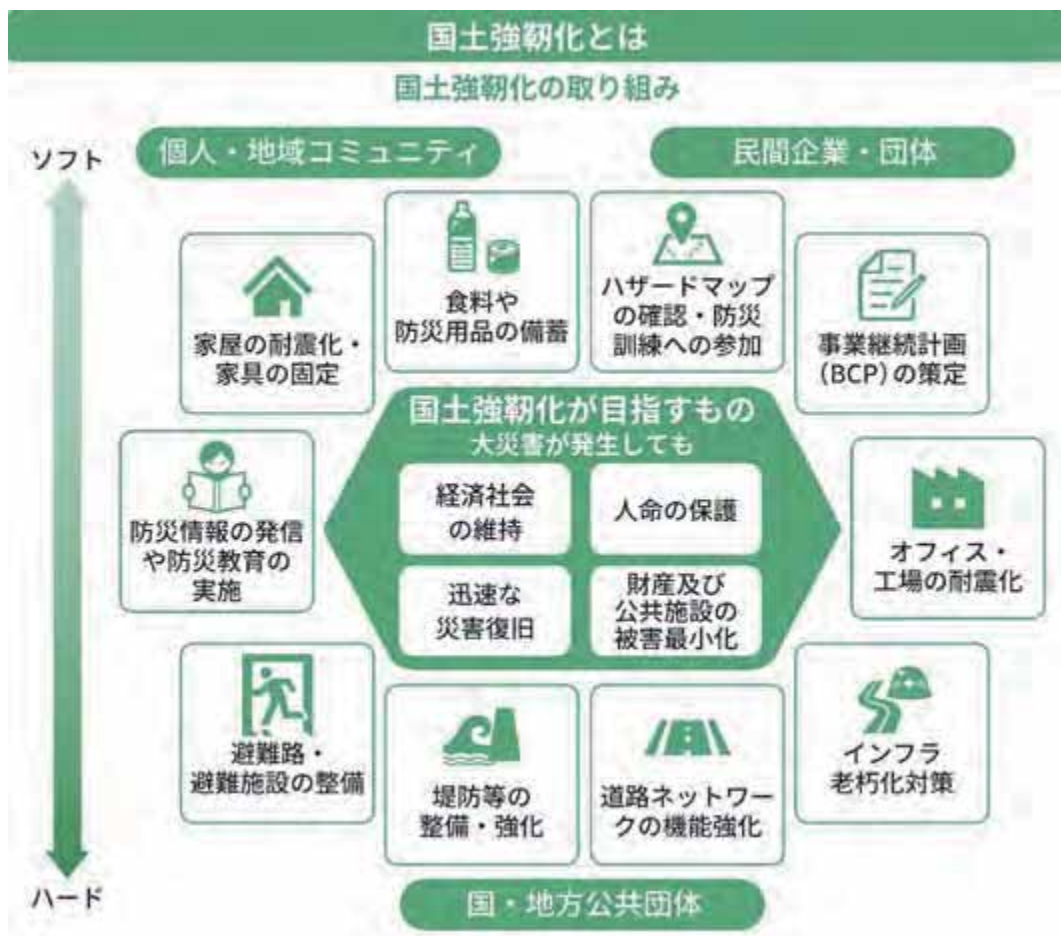 国土強靭化とは
国土強靭化の取り組み
ソフト
個人・地域コミュニティ
民間企業・団体
家屋の耐震化・
家具の固定
食料や
防災用品の備蓄
ハザードマップ
の確認・防災
訓練への参加
事業継続計画
(BCP)の策定
国土強靭化が目指すもの
大災害が発生しても
経済社会
の維持
人命の保護
迅速な
災害復旧
財産及び
公共施設の
被害最小化
防災情報の発信
や防災教育の
実施
オフィス・
工場の耐震化
避難路・
避難施設の整備
堤防等の
整備・強化
道路ネットワー
クの機能強化
インフラ
老朽化対策
ハード
国・地方公共団体